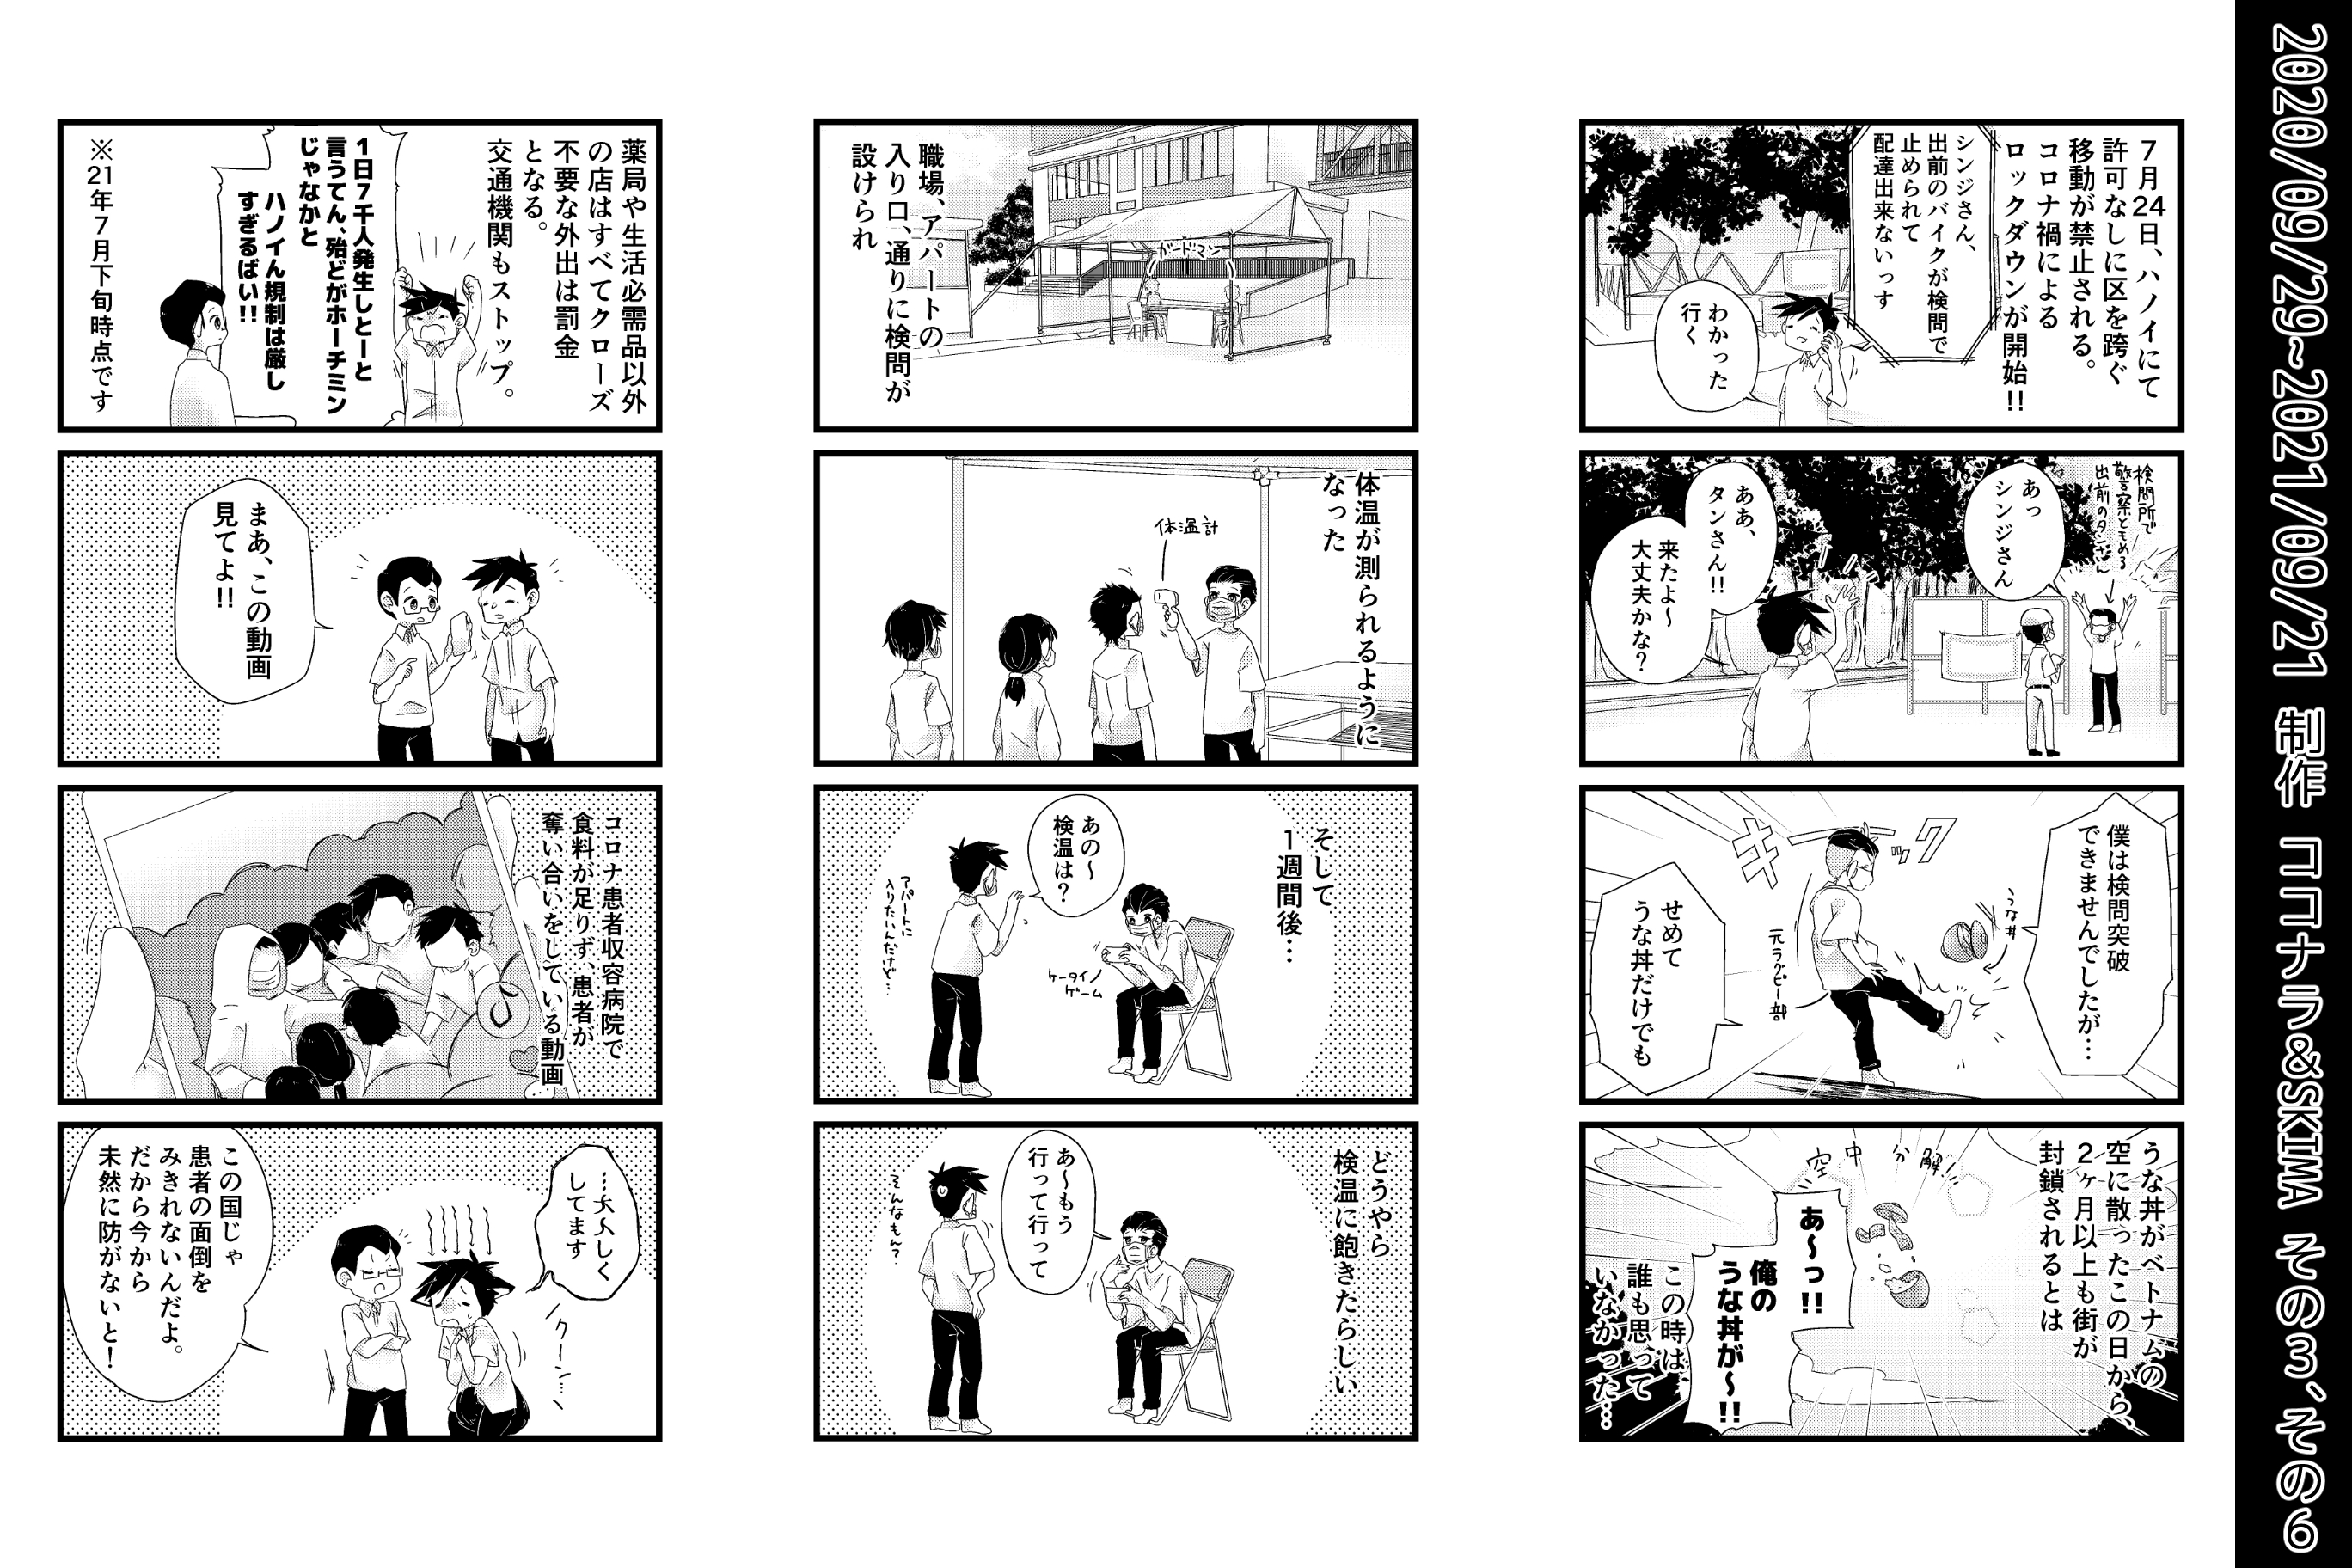 2020/09/29~2021/09/21 制作 ココナラ&SKIMA その3、その6
7月24日、ハノイにて
許可なしに区を跨ぐ
移動が禁止される。
コロナ禍による
ロックダウンが開始!!
シンジさん、
出前のバイクが検問で
止められて
配達出来ないっす
わかった
行く
検問所で
警察ともめる
出前のタンさん
あっ
シンジさん
ああ、
タンさん!!
来たよ〜
大丈夫かな?
僕は検問突破
できませんでしたが…
うな丼
キック
元ラグビー部
せめて
うな丼だけでも
うな丼がベトナムの
空に散ったこの日から、
2ヶ月以上も街が
封鎖されるとは
空中分解!
あ〜っ!!
俺の
うな丼が〜!!
この時は
誰も思って
いなかった…
職場、アパートの
入り口、通りに検問が
設けられ
ガードマン
体温が測られるように
なった
体温計
そして
1週間後…
あの〜
検温は?
ケータイノ
ゲーム
アパートに
入りたいんだけど…
どうやら
検温に飽きたらしい
あ〜もう
行って行って
そんなもん?
薬局や生活必需品以外
の店はすべてクローズ
不要な外出は罰金
となる。
交通機関もストップ。
1日7千人発生しとーと
言うてん、殆どがホーチミン
じゃなかと
ハノイん規制は厳し
すぎるばい!!
※21年7月下旬時点です
まあ、この動画
見てよ!!
コロナ患者収容病院で
食料が足りず、患者が
奪い合いをしている動画
…大人しく
してます
クーン…
この国じゃ
患者の面倒を
みきれないんだよ。
だから今から
未然に防がないと!